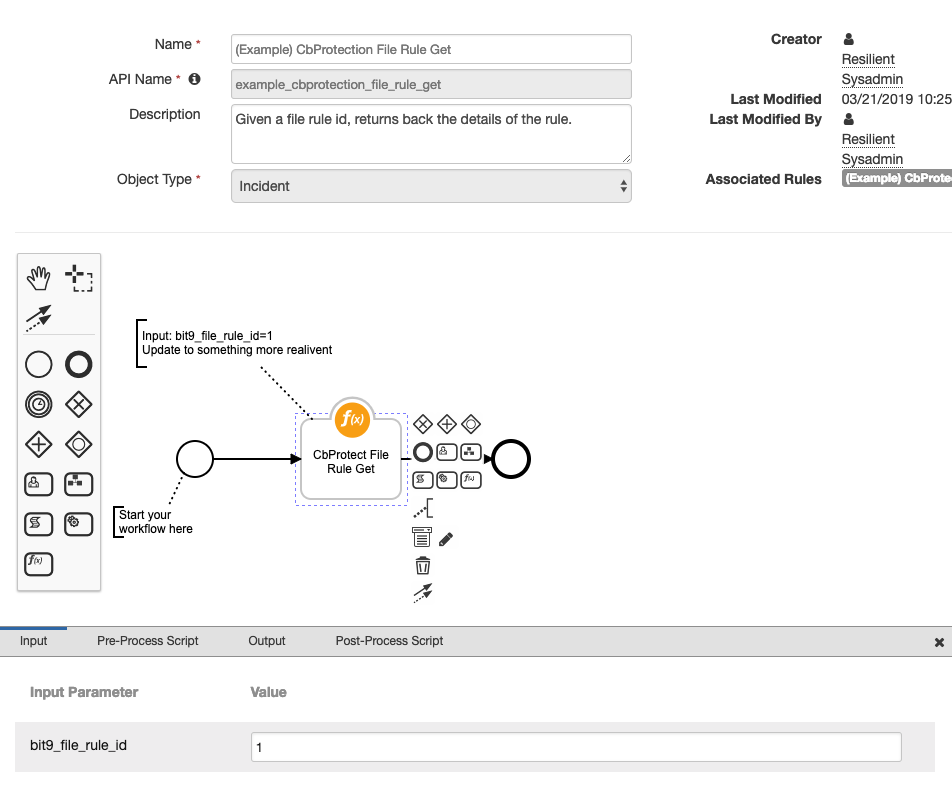 Name *
(Example) CbProtection File Rule Get
API Name *
example_cbprotection_file_rule_get
Description
Given a file rule id, returns back the details of the rule.
Object Type *
Incident
Creator
Resilient
Sysadmin
Last Modified
03/21/2019 10:25
Last Modified By
Resilient
Sysadmin
Associated Rules
(Example) CbProte
Input: bit9_file_rule_id=1
Update to something more realivent
f(x)
CbProtect File
Rule Get
Start your
workflow here
f(x)
f(x)
Input
Pre-Process Script
Output
Post-Process Script
Input Parameter
Value
bit9_file_rule_id
1